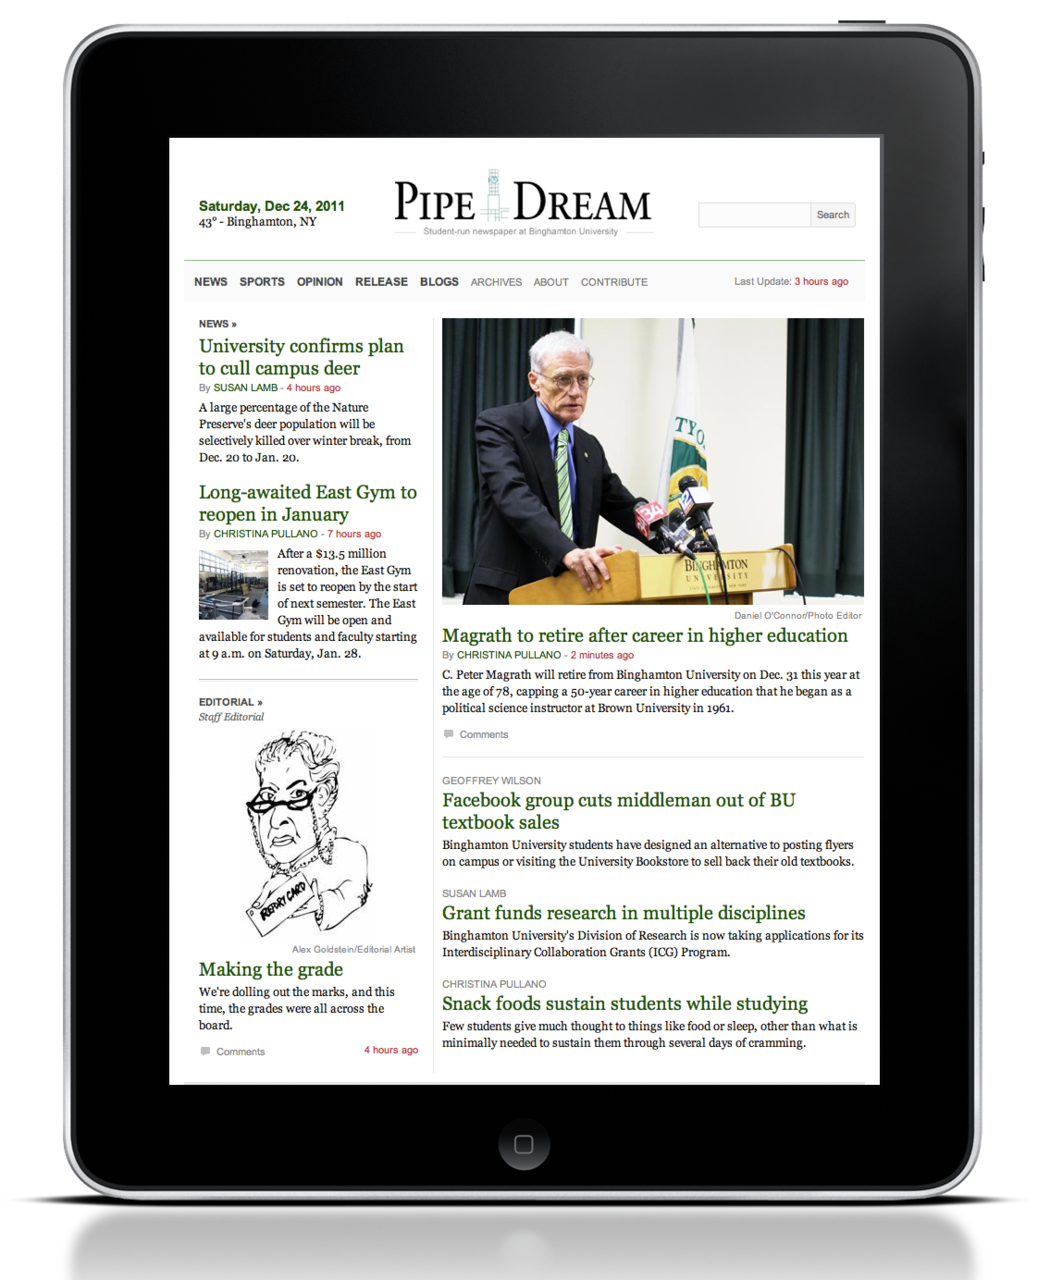 Saturday, Dec 24, 2011
43° - Binghamton, NY
PIPE DREAM
Student-run newspaper at Binghamton University
Search
NEWS SPORTS OPINION RELEASE BLOGS ARCHIVES ABOUT CONTRIBUTE
Last Update: 3 hours ago
NEWS »
University confirms plan
to cull campus deer
By SUSAN LAMB - 4 hours ago
A large percentage of the Nature
Preserve's deer population will be
selectively killed over winter break, from
Dec. 20 to Jan. 20.
Long-awaited East Gym to
reopen in January
By CHRISTINA PULLANO - 7 hours ago
After a $13.5 million
renovation, the East Gym
is set to reopen by the start
of next semester. The East
Gym will be open and
available for students and faculty starting
at 9 a.m. on Saturday, Jan. 28.
EDITORIAL »
Staff Editorial
REPORT CARD
Alex Goldstein/Editorial Artist
Making the grade
We're dolling out the marks, and this
time, the grades were all across the
board.
Comments
4 hours ago
TY O
34
BINGHAMTON
UNIVERSITY
Daniel O'Connor/Photo Editor
Magrath to retire after career in higher education
By CHRISTINA PULLANO - 2 minutes ago
C. Peter Magrath will retire from Binghamton University on Dec. 31 this year at
the age of 78, capping a 50-year career in higher education that he began as a
political science instructor at Brown University in 1961.
Comments
GEOFFREY WILSON
Facebook group cuts middleman out of BU
textbook sales
Binghamton University students have designed an alternative to posting flyers
on campus or visiting the University Bookstore to sell back their old textbooks.
SUSAN LAMB
Grant funds research in multiple disciplines
Binghamton University's Division of Research is now taking applications for its
Interdisciplinary Collaboration Grants (ICG) Program.
CHRISTINA PULLANO
Snack foods sustain students while studying
Few students give much thought to things like food or sleep, other than what is
minimally needed to sustain them through several days of cramming.